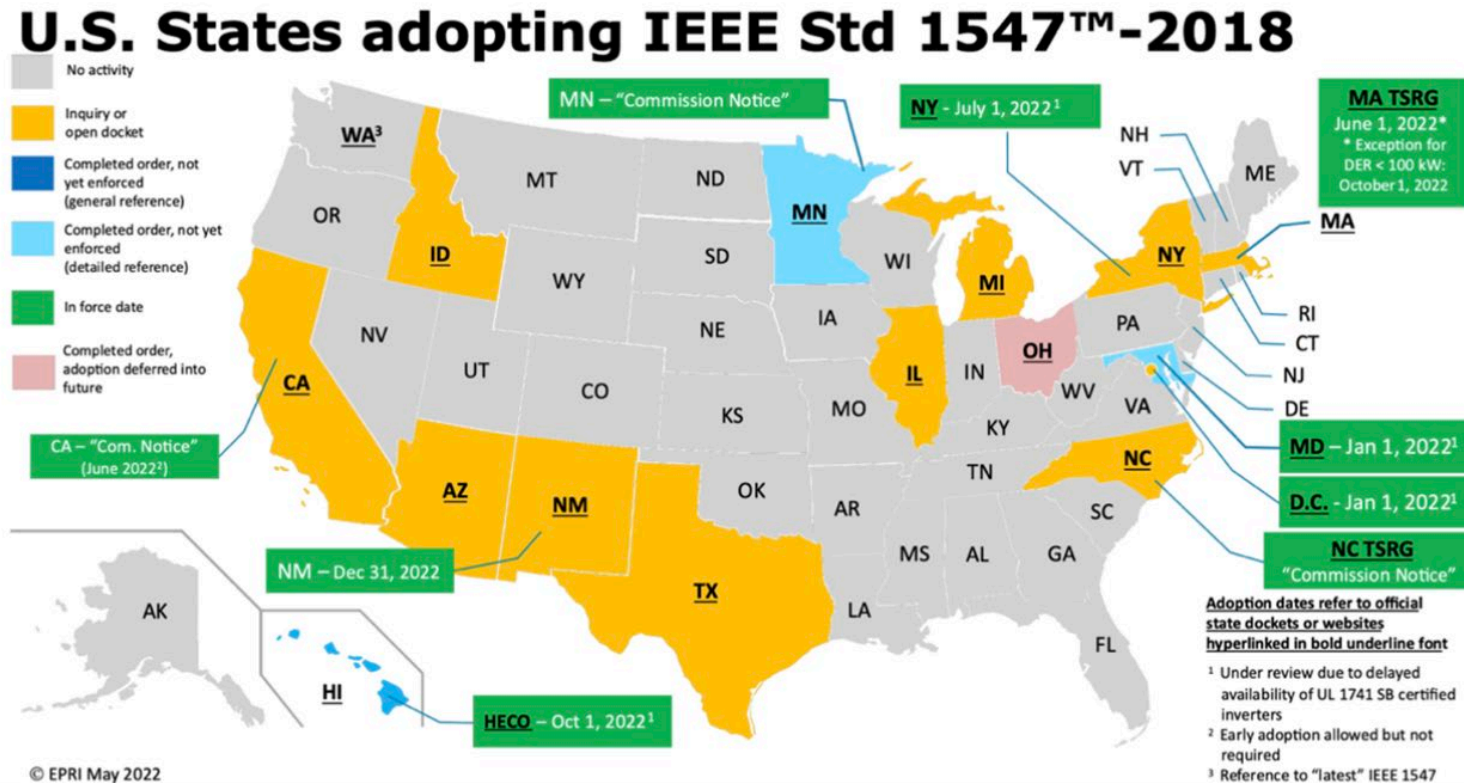 U.S. States adopting IEEE Std 1547™-2018
No activity
Inquiry or
open docket
Completed order, not
yet enforced
(general reference)
Completed order, not yet
enforced
(detailed reference)
In force date
Completed order,
adoption deferred into
future
MN – “Commission Notice”
NY - July 1, 2022¹
MA TSRG
June 1, 2022*
* Exception for
DER < 100 kW:
October 1, 2022
WA³
MT
ND
MN
NH
VT
ME
MA
OR
ID
SD
WI
MI
NY
WY
IA
NE
PA
RI
CT
NJ
DE
NV
UT
CO
CA
KS
MO
IL
IN
OH
WV
VA
KY
CA – “Com. Notice”
(June 2022²)
MD – Jan 1, 2022¹
D.C. - Jan 1, 2022¹
AZ
NM
OK
AR
TN
NC
SC
MS
AL
GA
NC TSRG
“Commission Notice”
NM – Dec 31, 2022
TX
LA
FL
AK
HI
HECO – Oct 1, 2022¹
Adoption dates refer to official
state dockets or websites
hyperlinked in bold underline font
¹ Under review due to delayed
availability of UL 1741 SB certified
inverters
² Early adoption allowed but not
required
³ Reference to “latest” IEEE 1547
© EPRI May 2022